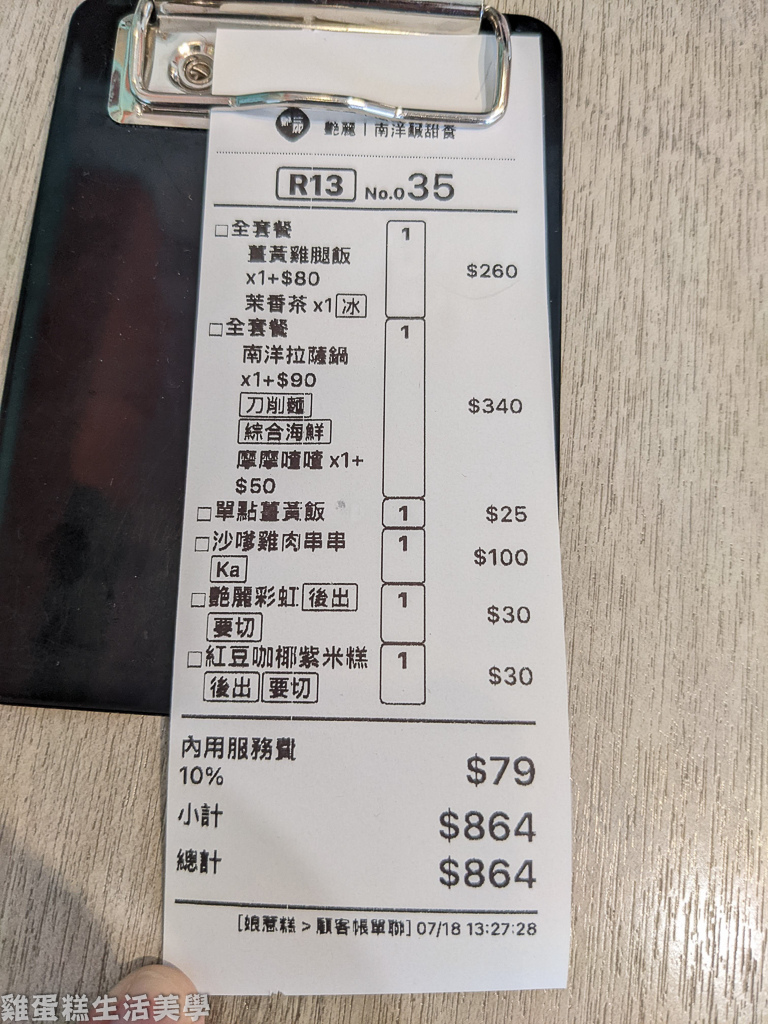 艷麗 | 南洋鹹甜膏
R13 No.035
□全套餐 1
薑黃雞腿飯
x1+$80 $260
茉香茶 x1 冰
□全套餐 1
南洋拉薩鍋
x1+$90
刀削麵 $340
綜合海鮮
摩摩喳喳 x1+
$50
□單點薑黃飯 1 $25
□沙嗲雞肉串串 1 $100
Ka
□艷麗彩虹 後出 1 $30
要切
□紅豆咖椰紫米糕 1 $30
後出 要切
內用服務費
10% $79
小計 $864
總計 $864
[娘惹糕 > 顧客帳單聯] 07/18 13:27:28
雞蛋糕生活美學